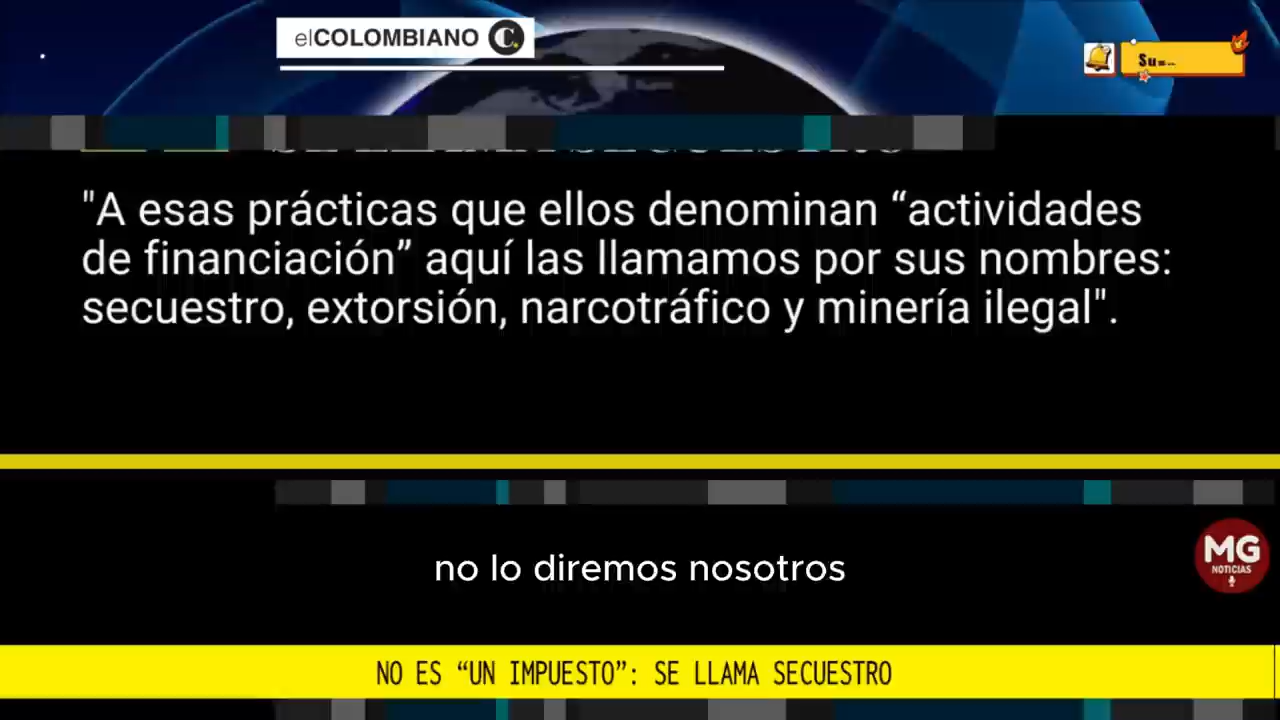 elCOLOMBIANO
"A esas prácticas que ellos denominan “actividades
de financiación” aquí las llamamos por sus nombres:
secuestro, extorsión, narcotráfico y minería ilegal".
no lo diremos nosotros
MG
NOTICIAS
NO ES “UN IMPUESTO”: SE LLAMA SECUESTRO